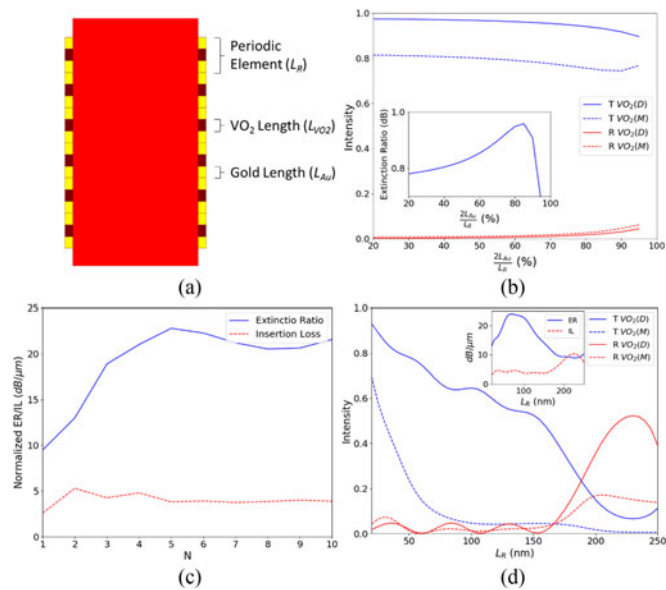 Periodic
Element (L_R)
VO₂ Length (L_VO2)
Gold Length (L_Au)
(a)
1.0
0.8
0.6
0.4
0.2
0.0
Intensity
20 30 40 50 60 70 80 90 100
2L_Au/L_R (%)
T VO₂(D)
T VO₂(M)
R VO₂(D)
R VO₂(M)
Extinction Ratio (dB)
1.0
0.8
20 40 60 80 100
2L_Au/L_R (%)
(b)
25
20
15
10
5
0
Normalized ER/IL (dB/μm)
1 2 3 4 5 6 7 8 9 10
N
Extinctio Ratio
Insertion Loss
(c)
1.0
0.8
0.6
0.4
0.2
0.0
Intensity
50 100 150 200 250
L_R (nm)
ER
IL
dB/μm
20
10
0
100 200
L_R (nm)
T VO₂(D)
T VO₂(M)
R VO₂(D)
R VO₂(M)
(d)